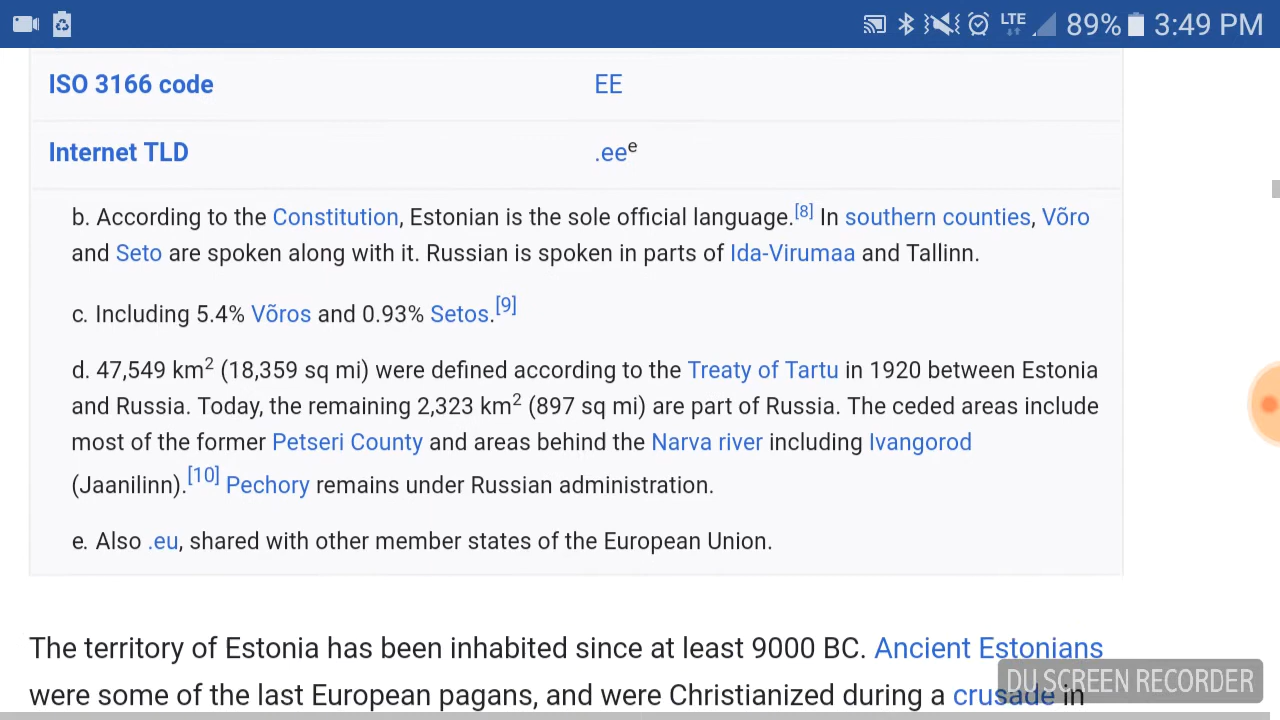 LTE 89% 3:49 PM
ISO 3166 code EE
Internet TLD .eeᵉ
b. According to the Constitution, Estonian is the sole official language.[8] In southern counties, Võro
and Seto are spoken along with it. Russian is spoken in parts of Ida-Virumaa and Tallinn.
c. Including 5.4% Võros and 0.93% Setos.[9]
d. 47,549 km² (18,359 sq mi) were defined according to the Treaty of Tartu in 1920 between Estonia
and Russia. Today, the remaining 2,323 km² (897 sq mi) are part of Russia. The ceded areas include
most of the former Petseri County and areas behind the Narva river including Ivangorod
(Jaanilinn).[10] Pechory remains under Russian administration.
e. Also .eu, shared with other member states of the European Union.
The territory of Estonia has been inhabited since at least 9000 BC. Ancient Estonians
were some of the last European pagans, and were Christianized during a crusade in
DU SCREEN RECORDER